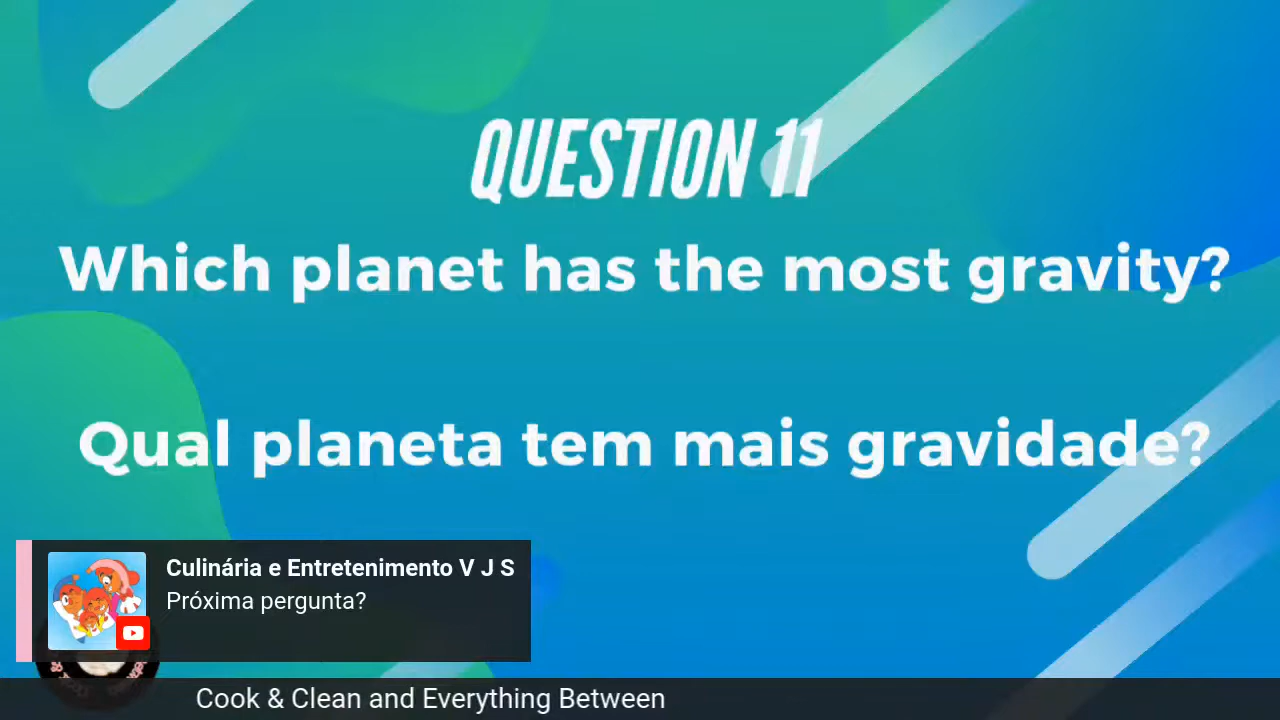 QUESTION 11
Which planet has the most gravity?
Qual planeta tem mais gravidade?
Culinária e Entretenimento V J S
Próxima pergunta?
Cook & Clean and Everything Between